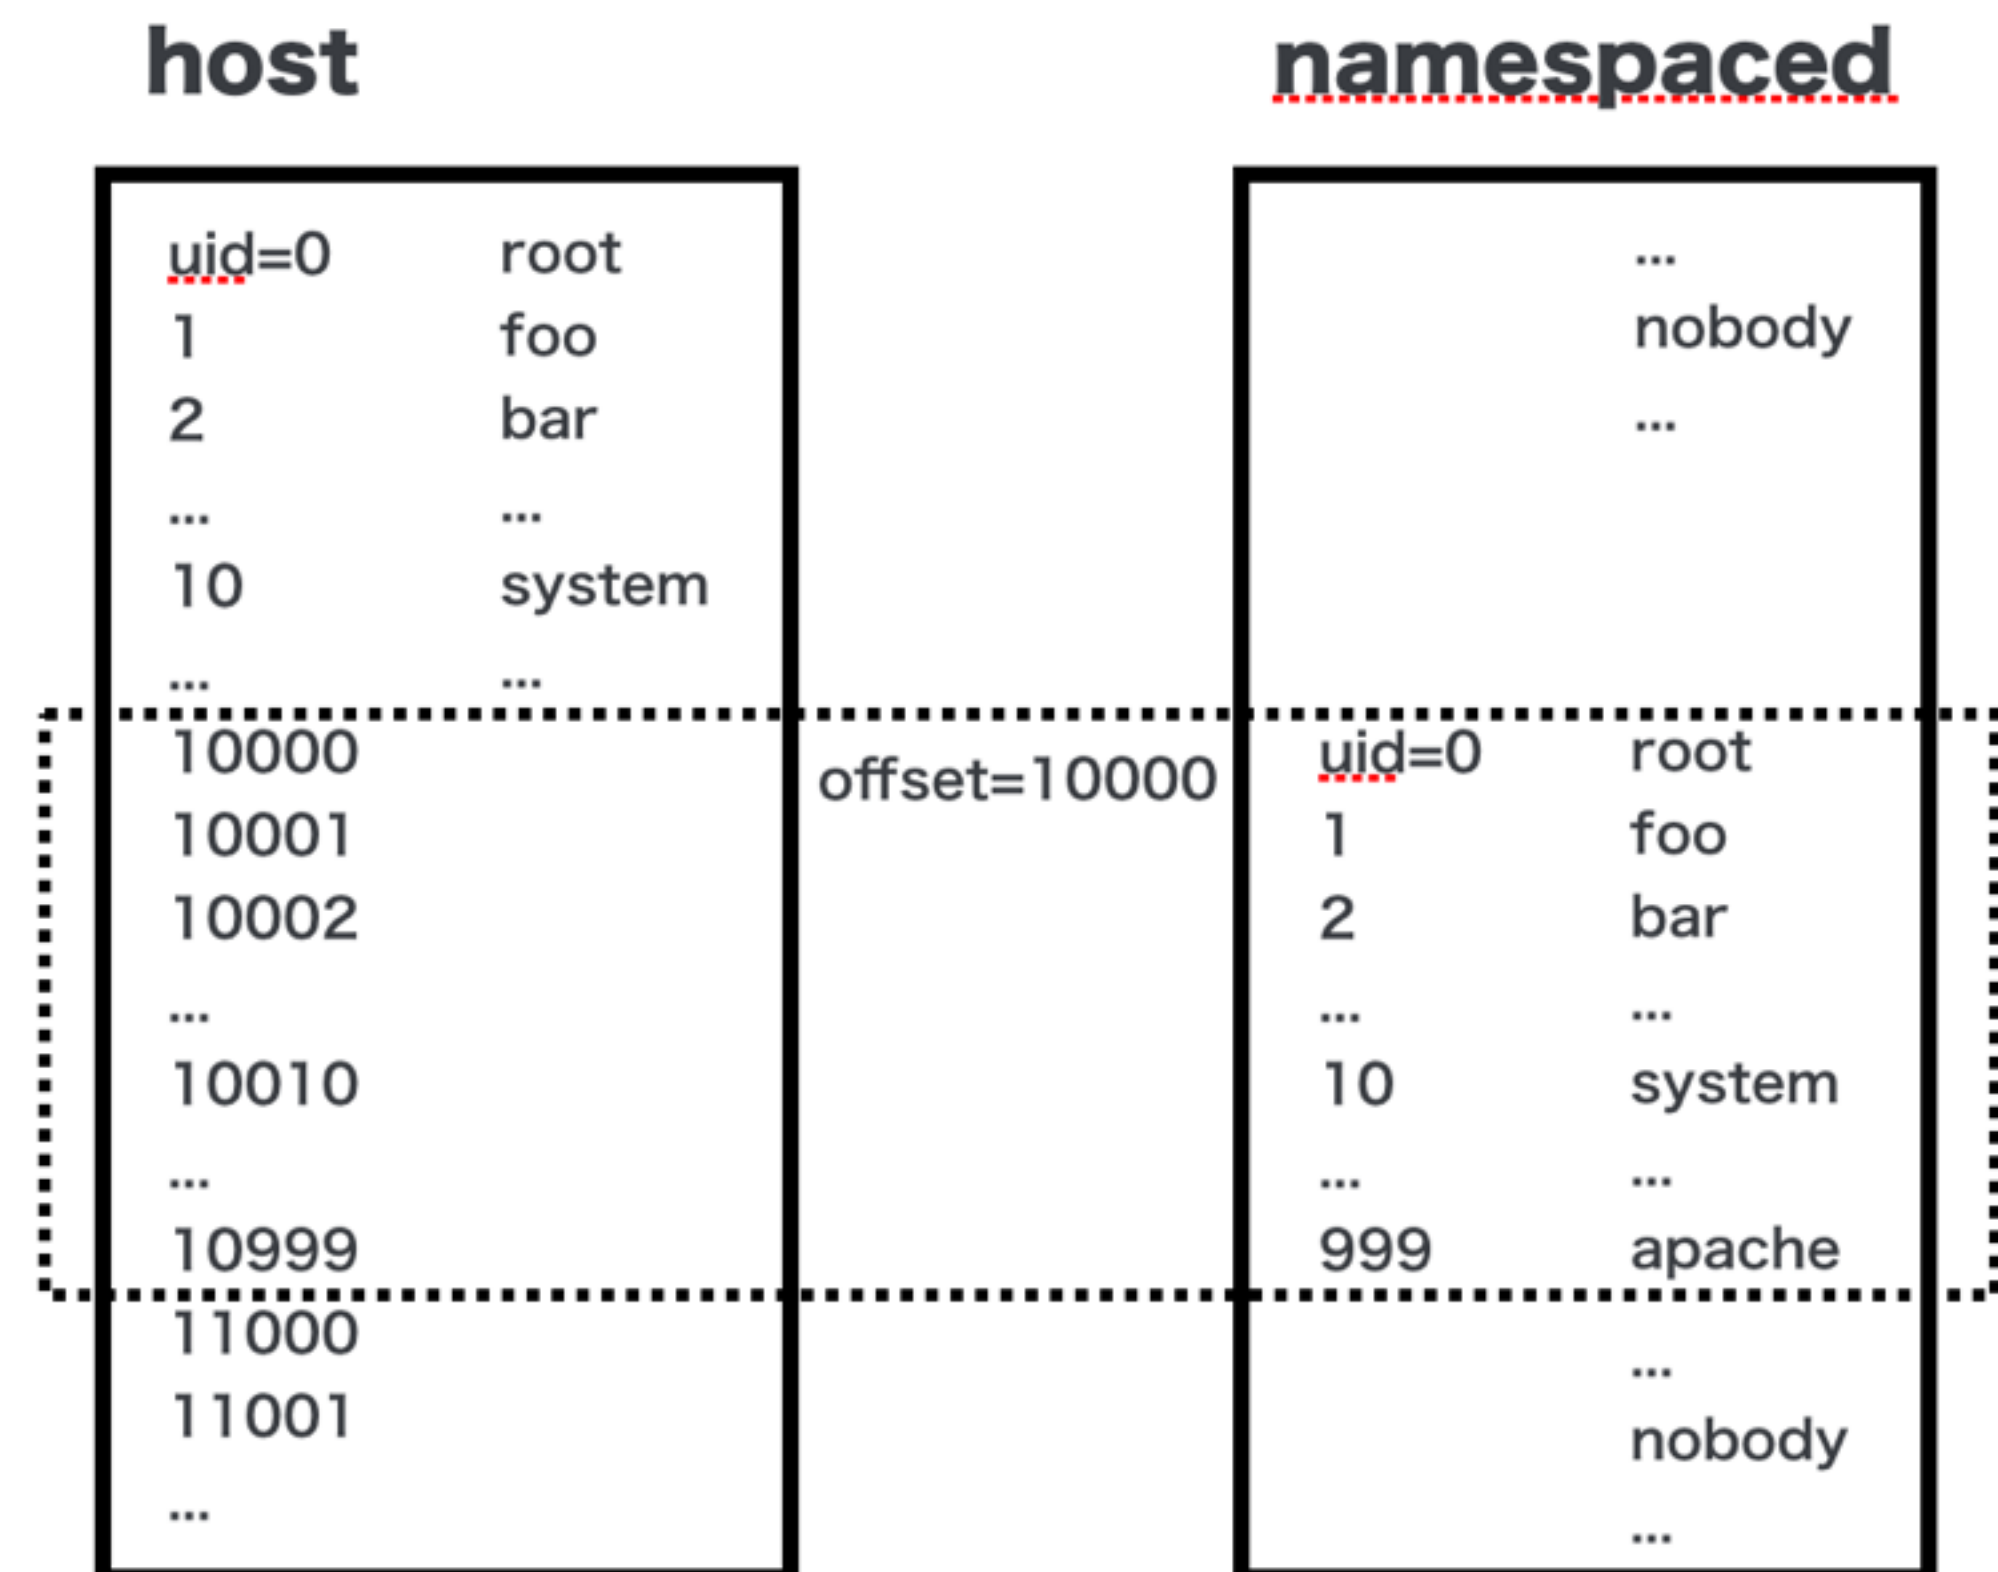 host
namespaced
uid=0 root
1 foo
2 bar
... ...
10 system
... ...
10000
10001
10002
...
10010
...
10999
11000
11001
...
offset=10000
...
nobody
...
uid=0 root
1 foo
2 bar
... ...
10 system
... ...
999 apache
...
nobody
...